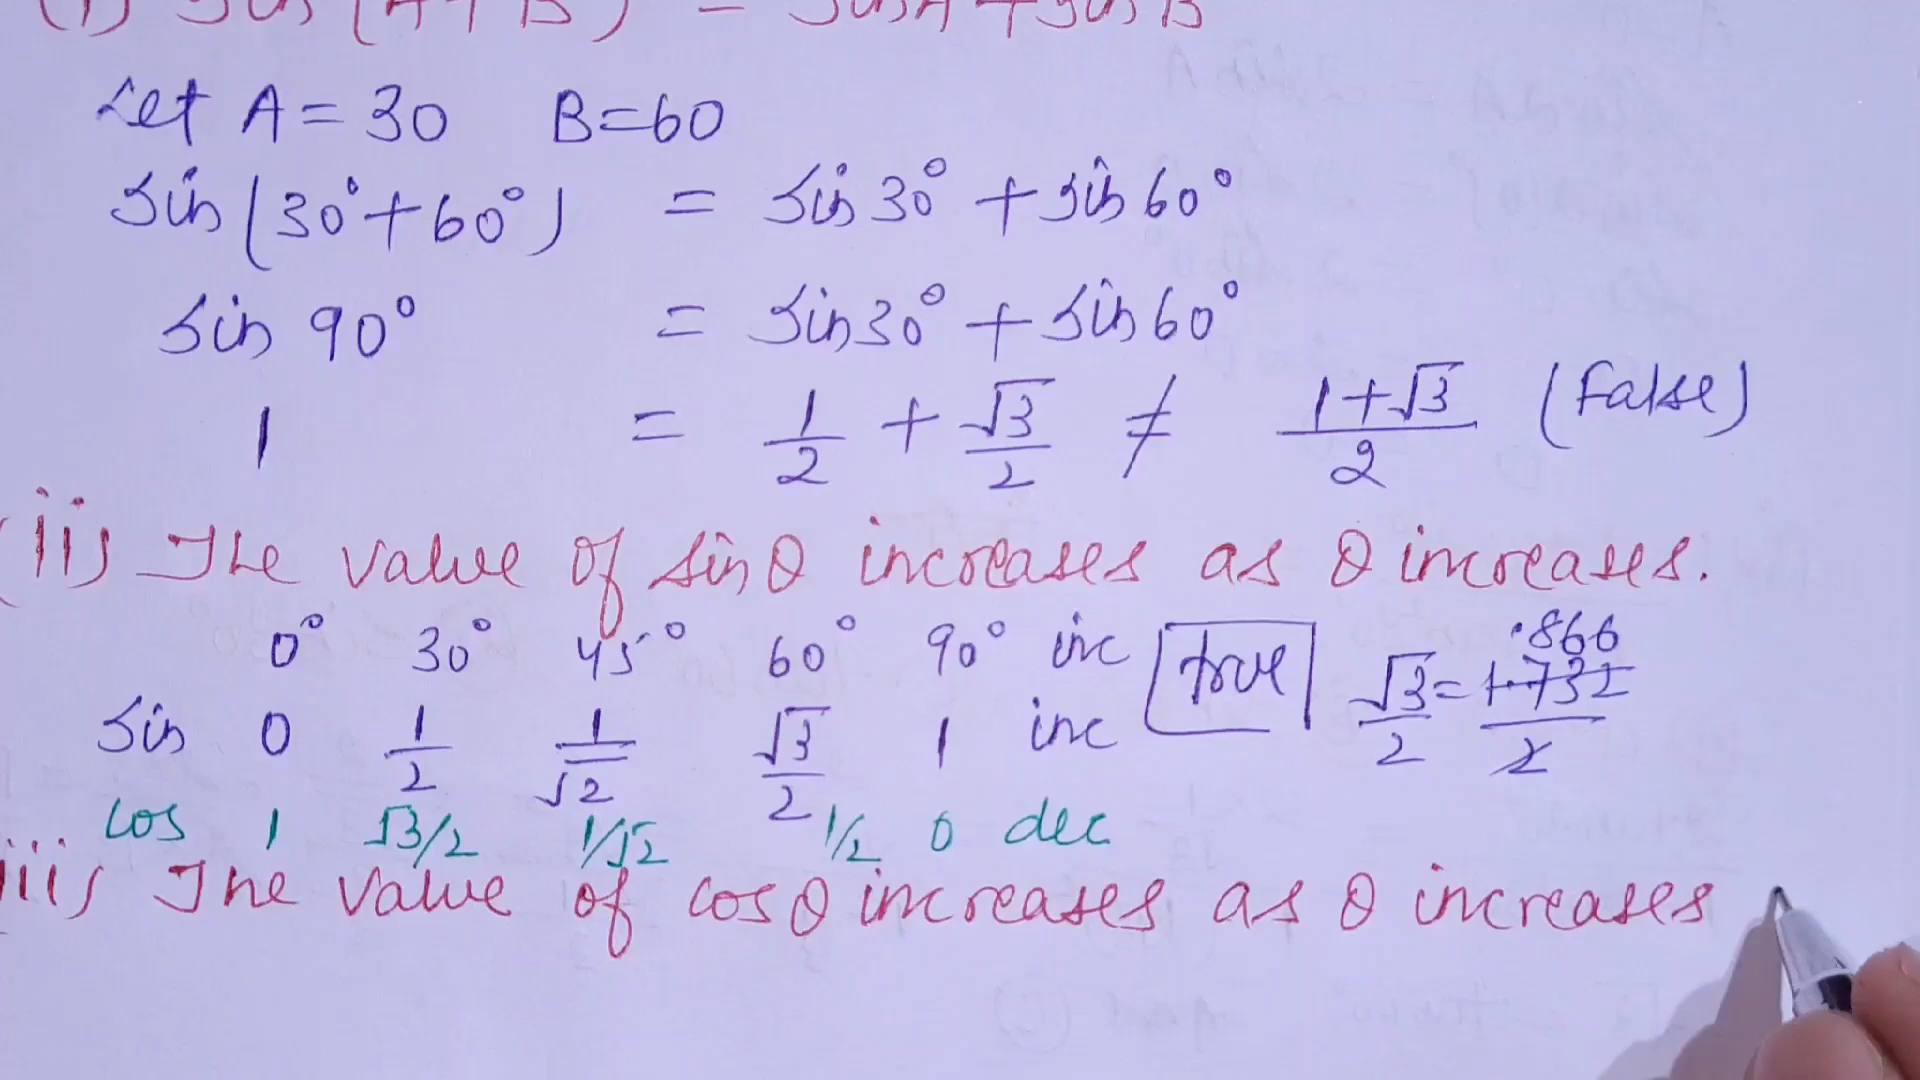 (i) sin (A+B) = sin A + sin B
Let A = 30 B = 60
sin (30° + 60°) = sin 30° + sin 60°
sin 90° = sin 30° + sin 60°
1 = 1/2 + √3/2 ≠ 1+√3/2 (False)
(ii) The value of sin θ increases as θ increases.
0° 30° 45° 60° 90° inc true √3/2 = 1.732/2 .866
sin 0 1/2 1/√2 √3/2 1 inc
cos 1 √3/2 1/√2 1/2 0 dec
iii) The value of cos θ increases as θ increases